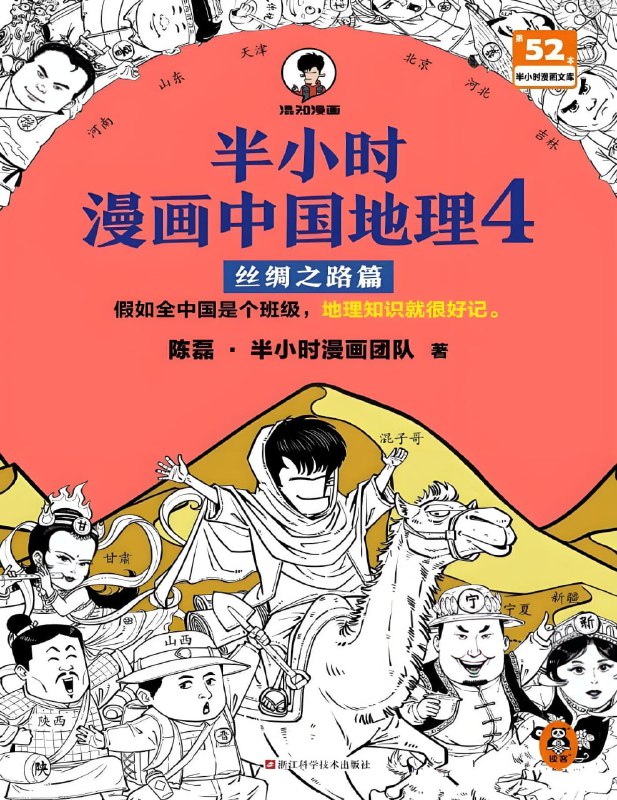 第52本
半小时漫画文库
天津
北京
山东
河北
河南
吉林
混知漫画
半小时
漫画中国地理4
丝绸之路篇
假如全中国是个班级，地理知识就很好记。
陈磊·半小时漫画团队 著
混子哥
甘
甘肃
新疆
宁
宁夏
新
山西
陕西
陕
晋
读客
浙江科学技术出版社